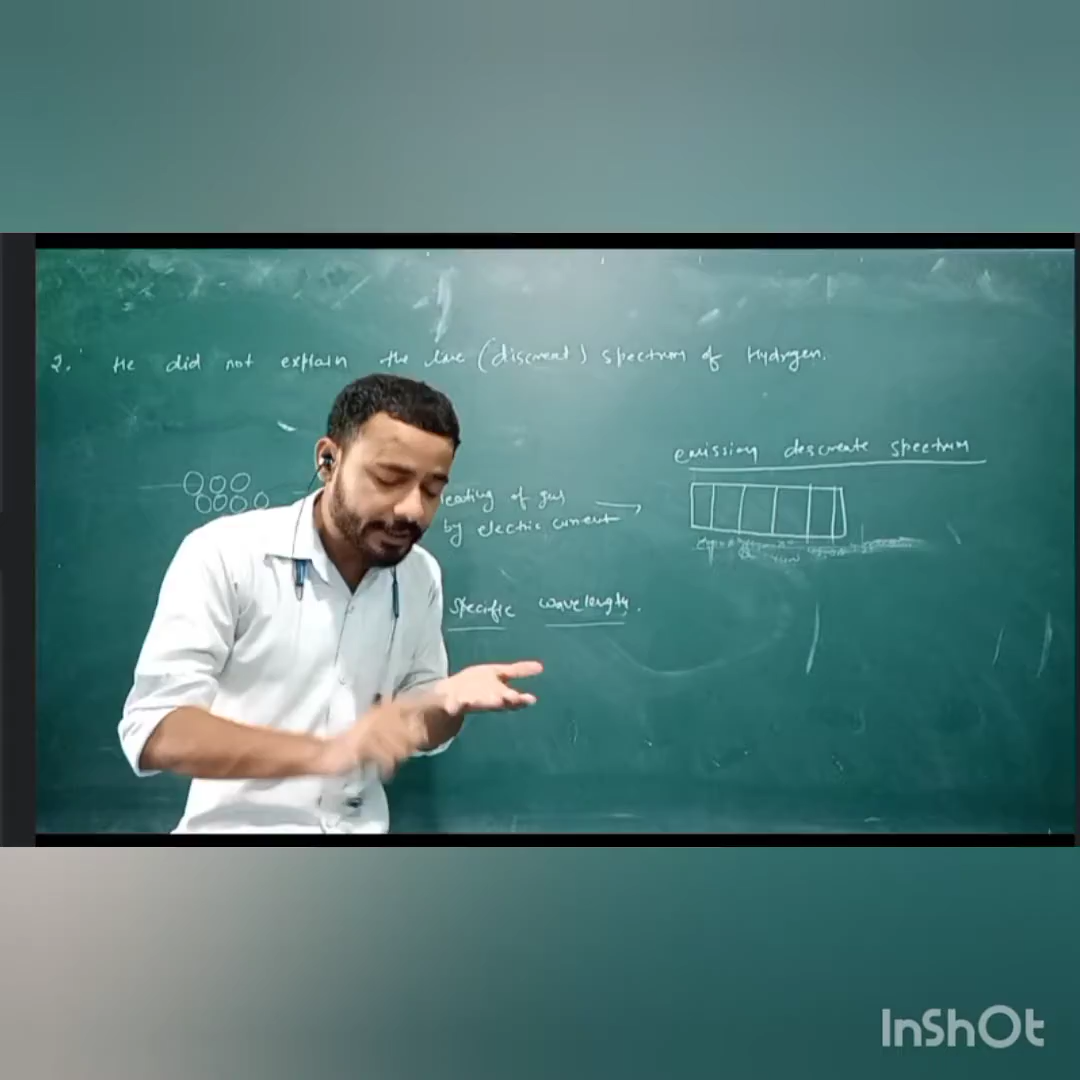 2. He did not explain the line (discreat) spectrum of Hydrogen.
emission descreate spectrum
eating of gas
by electric current
specific wavelength.
InShOt